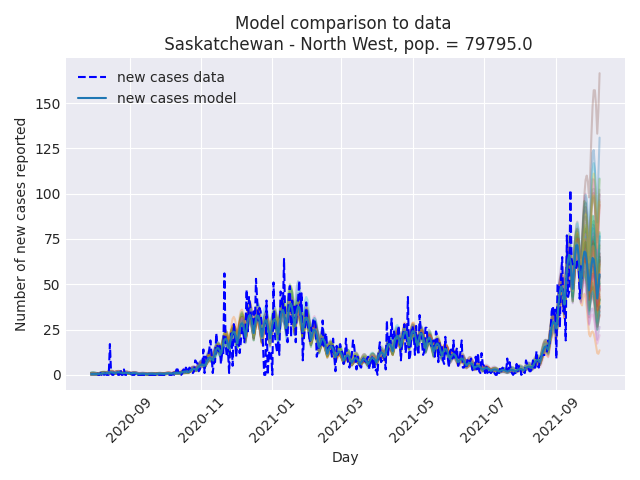 Model comparison to data
Saskatchewan - North West, pop. = 79795.0
new cases data
new cases model
Number of new cases reported
150
125
100
75
50
25
0
2020-09
2020-11
2021-01
2021-03
2021-05
2021-07
2021-09
Day